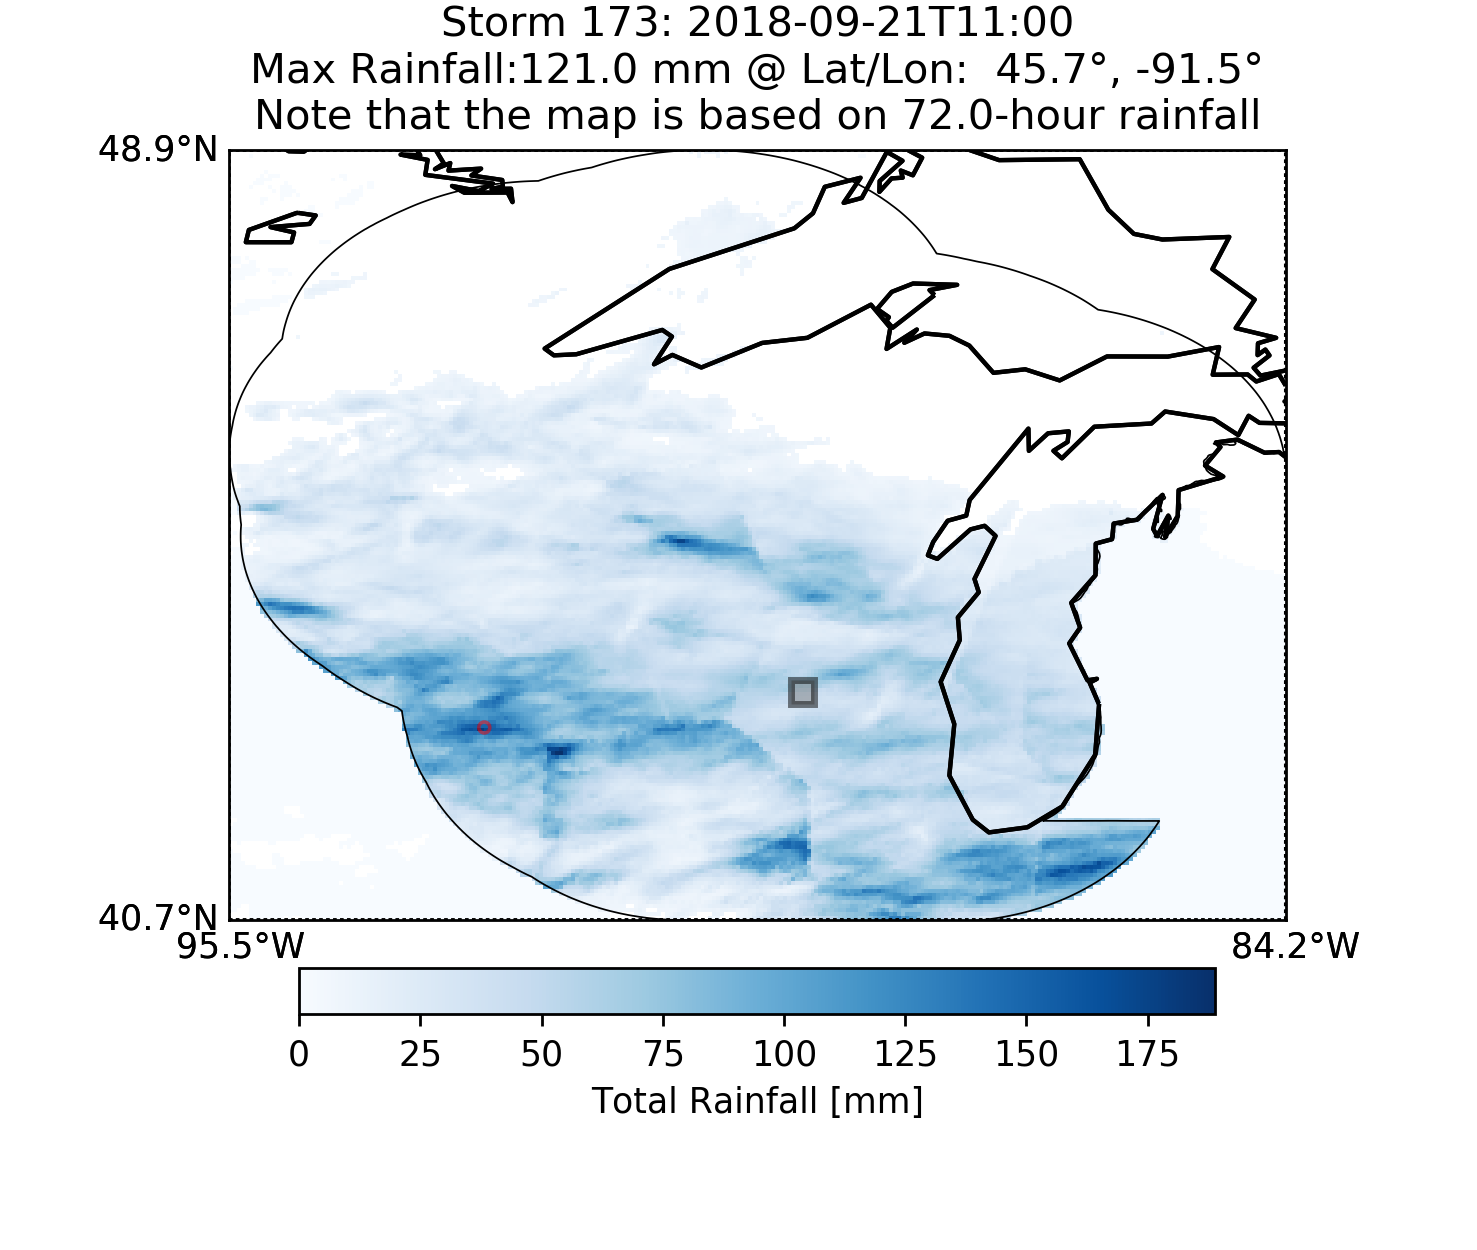 Storm 173: 2018-09-21T11:00
Max Rainfall:121.0 mm @ Lat/Lon:  45.7°, -91.5°
Note that the map is based on 72.0-hour rainfall
48.9°N
40.7°N
95.5°W 84.2°W
0 25 50 75 100 125 150 175
Total Rainfall [mm]